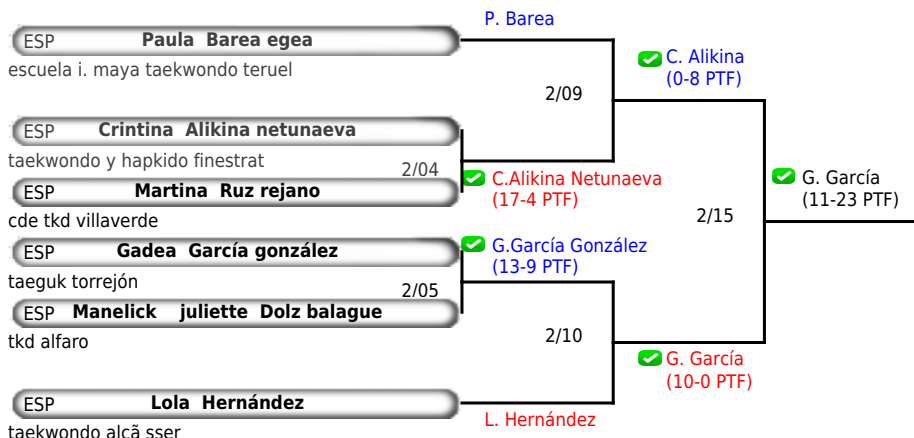 P. Barea
ESP Paula Barea egea
escuela i. maya taekwondo teruel
C. Alikina
(0-8 PTF)
2/09
ESP Crintina Alikina netunaeva
taekwondo y hapkido finestrat
2/04
C.Alikina Netunaeva
(17-4 PTF)
ESP Martina Ruz rejano
cde tkd villaverde
G. García
(11-23 PTF)
2/15
ESP Gadea García gonzález
taeguk torrejón
G.García González
(13-9 PTF)
2/05
ESP Manelick juliette Dolz balague
tkd alfaro
2/10
G. García
(10-0 PTF)
ESP Lola Hernández
taekwondo alcã sser
L. Hernández